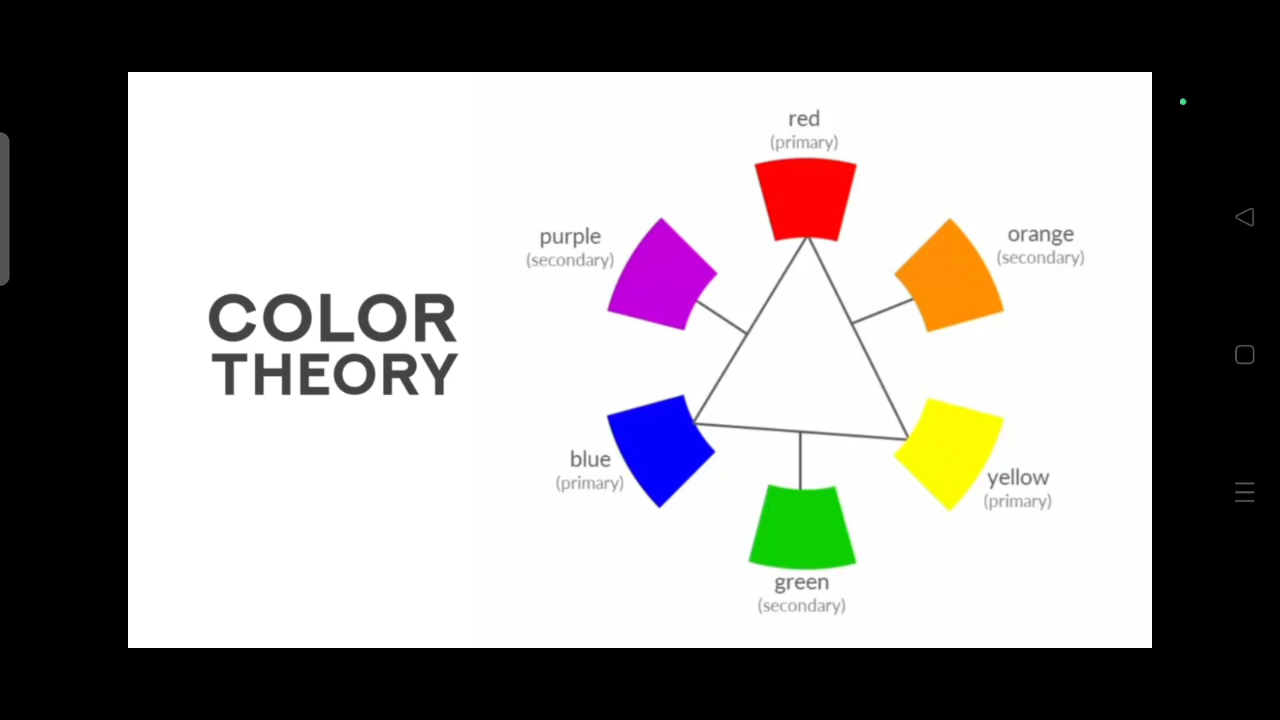 COLOR
THEORY
red
(primary)
purple
(secondary)
orange
(secondary)
blue
(primary)
yellow
(primary)
green
(secondary)